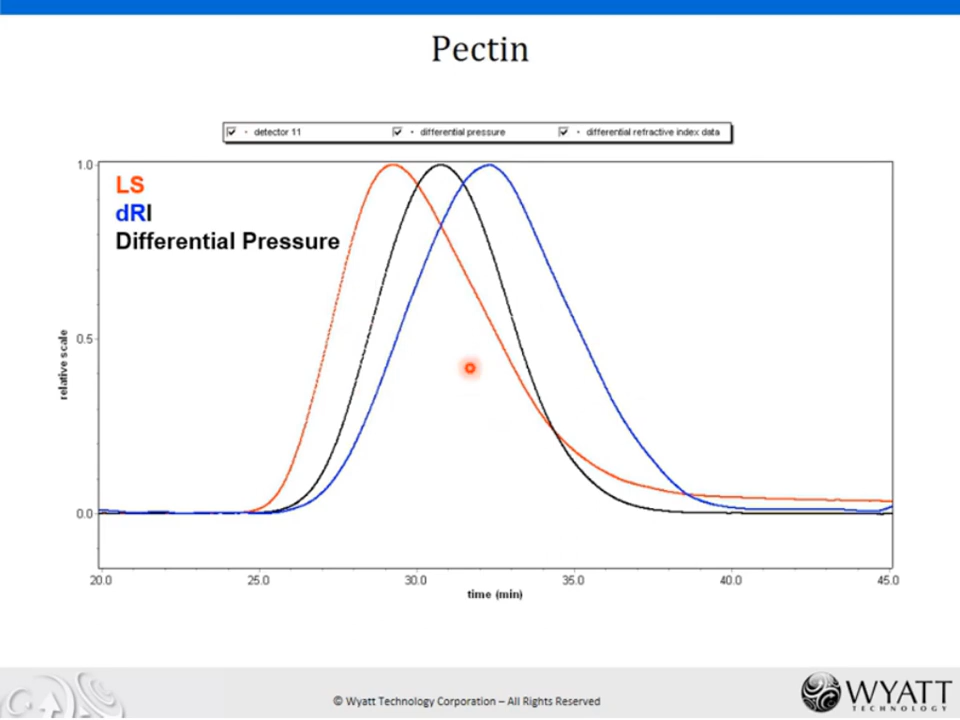 Pectin
detector 11 differential pressure differential refractive index data
1.0
LS
dRI
Differential Pressure
relative scale
0.5
0.0
20.0 25.0 30.0 35.0 40.0 45.0
time (min)
© Wyatt Technology Corporation – All Rights Reserved
WYATT
TECHNOLOGY